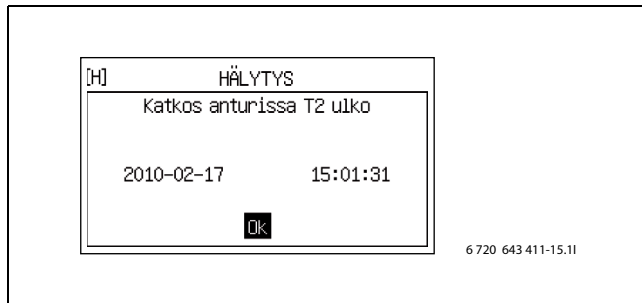 [H] HÄLYTYS
Katkos anturissa T2 ulko
2010-02-17 15:01:31
Ok
6 720 643 411-15.1I